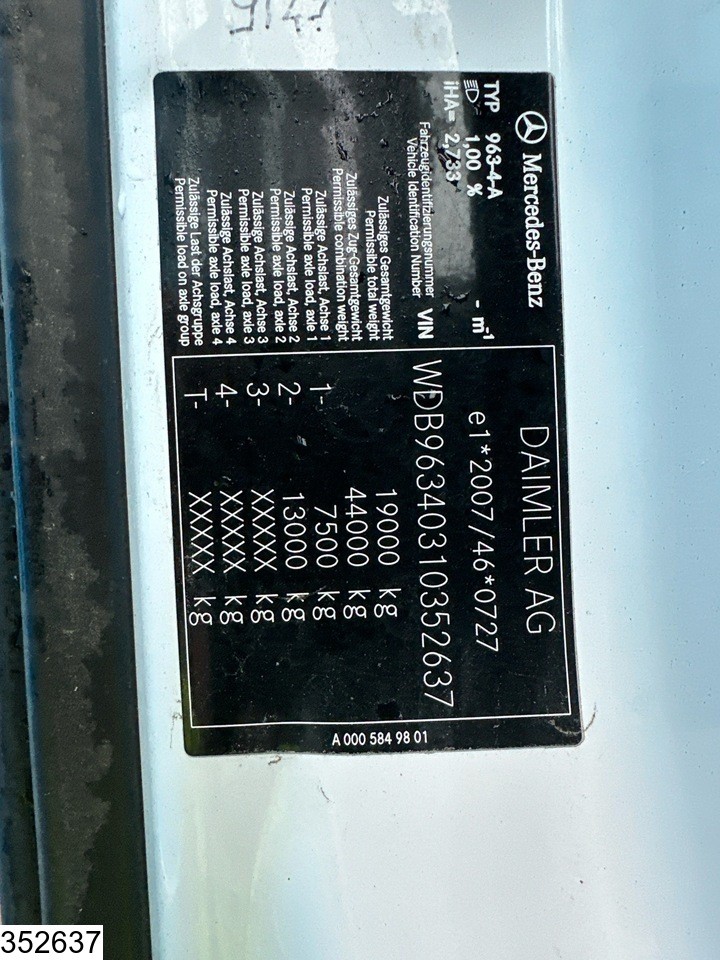 Mercedes-Benz
TYP 963-4-A
1,00 % - m-1
iHA= 2,733
DAIMLER AG
e1*2007/46*0727
Fahrzeugidentifizierungsnummer
Vehicle Identification Number VIN WDB96340310352637
Zulässiges Gesamtgewicht
Permissible total weight 19000 kg
Zulässiges Zug-Gesamtgewicht
Permissible combination weight 44000 kg
Zulässige Achslast, Achse 1
Permissible axle load, axle 1 1- 7500 kg
Zulässige Achslast, Achse 2
Permissible axle load, axle 2 2- 13000 kg
Zulässige Achslast, Achse 3
Permissible axle load, axle 3 3- XXXXX kg
Zulässige Achslast, Achse 4
Permissible axle load, axle 4 4- XXXXX kg
Zulässige Last der Achsgruppe
Permissible load on axle group T- XXXXX kg
A 000 584 98 01
352637